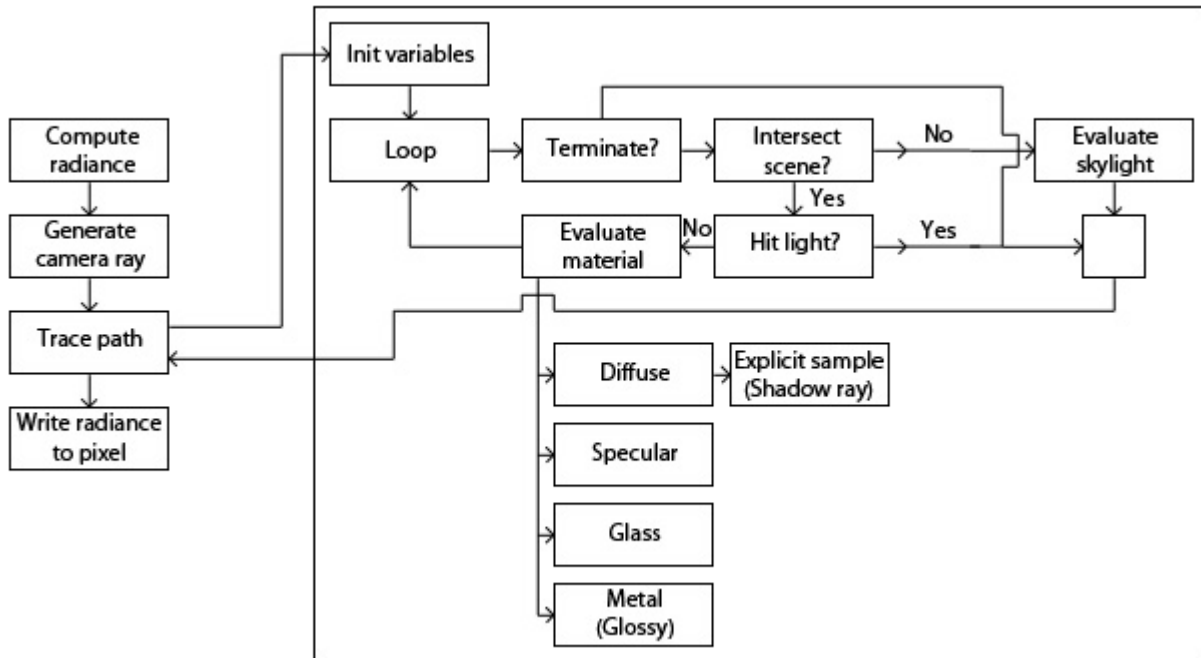 Init variables
Compute
radiance
Loop
Terminate?
Intersect
scene?
No
Evaluate
skylight
Yes
Generate
camera ray
Evaluate
material
No
Hit light?
Yes
Trace path
Diffuse
Explicit sample
(Shadow ray)
Write radiance
to pixel
Specular
Glass
Metal
(Glossy)